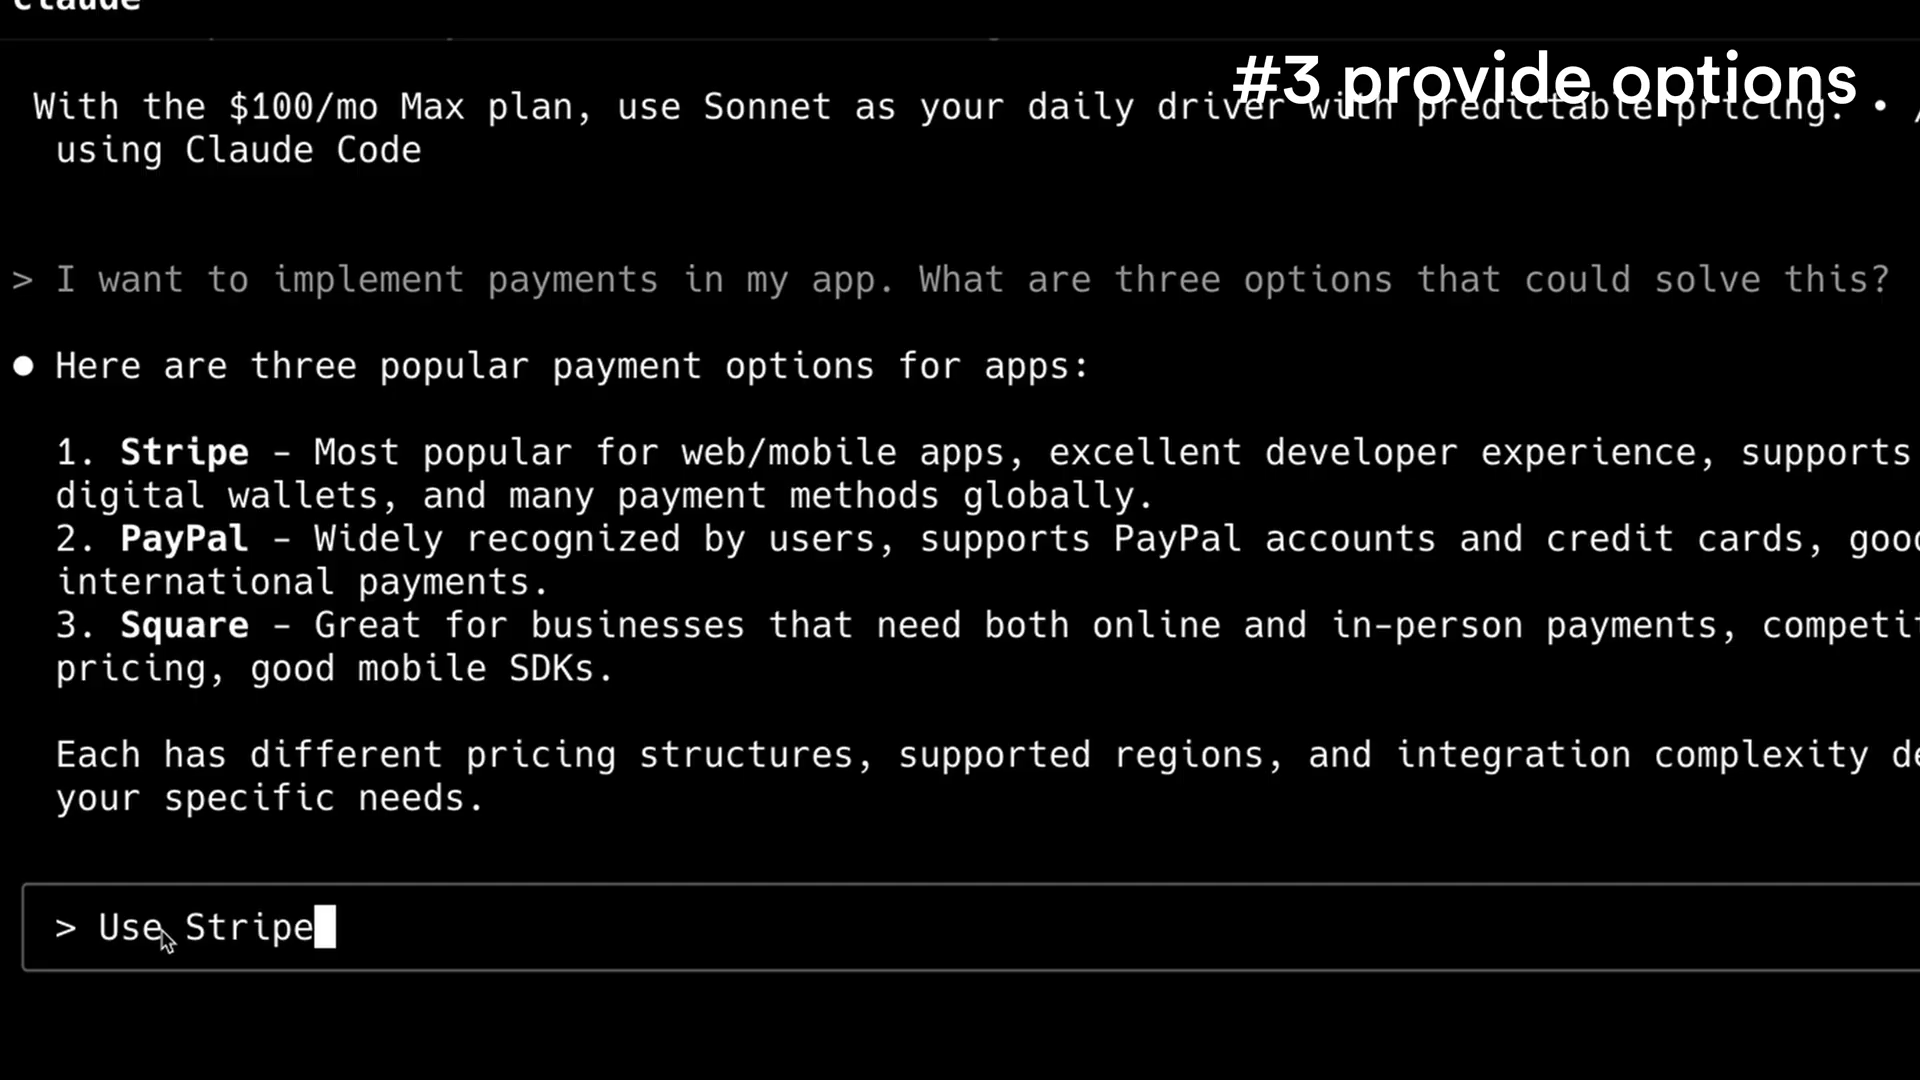 Claude
#3 provide options
With the $100/mo Max plan, use Sonnet as your daily driver with predictable pricing. • /
using Claude Code
> I want to implement payments in my app. What are three options that could solve this?
● Here are three popular payment options for apps:
1. Stripe - Most popular for web/mobile apps, excellent developer experience, supports
digital wallets, and many payment methods globally.
2. PayPal - Widely recognized by users, supports PayPal accounts and credit cards, good
international payments.
3. Square - Great for businesses that need both online and in-person payments, competi
pricing, good mobile SDKs.
Each has different pricing structures, supported regions, and integration complexity de
your specific needs.
> Use Stripe